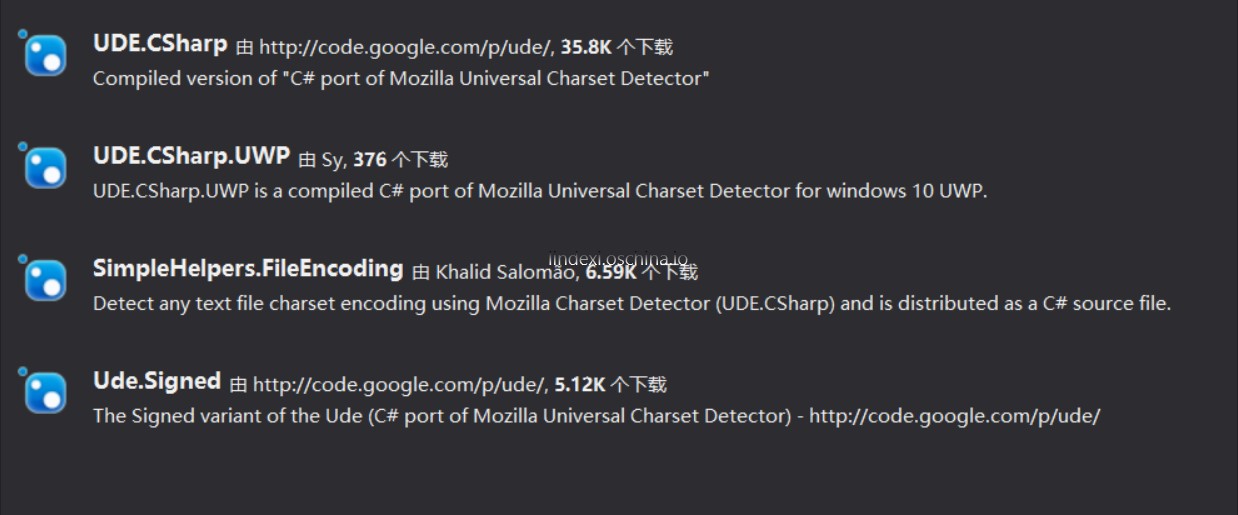 UDE.CSharp 由 http://code.google.com/p/ude/, 35.8K 个下载
Compiled version of "C# port of Mozilla Universal Charset Detector"
UDE.CSharp.UWP 由 Sy, 376 个下载
UDE.CSharp.UWP is a compiled C# port of Mozilla Universal Charset Detector for windows 10 UWP.
lindexi.oschina.io
SimpleHelpers.FileEncoding 由 Khalid Salomão, 6.59K 个下载
Detect any text file charset encoding using Mozilla Charset Detector (UDE.CSharp) and is distributed as a C# source file.
Ude.Signed 由 http://code.google.com/p/ude/, 5.12K 个下载
The Signed variant of the Ude (C# port of Mozilla Universal Charset Detector) - http://code.google.com/p/ude/